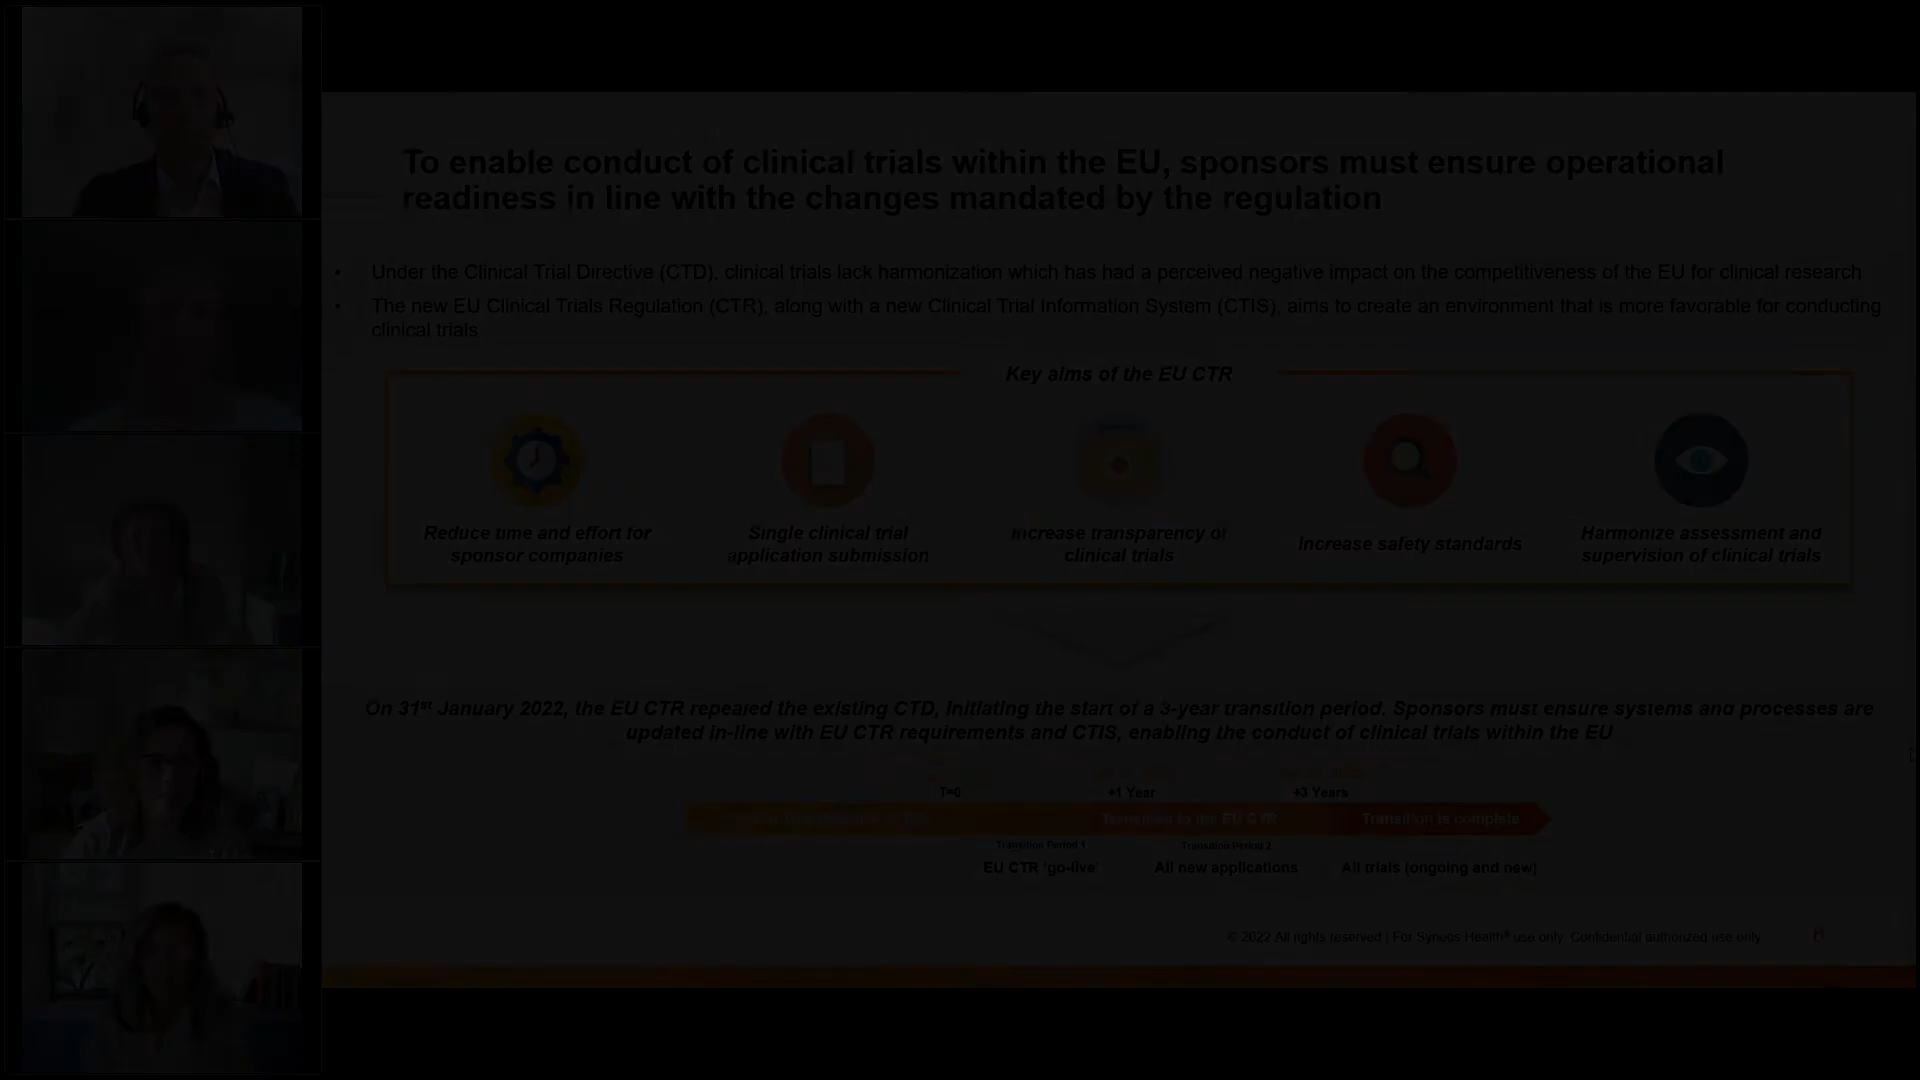 To enable conduct of clinical trials within the EU, sponsors must ensure operational
readiness in line with the changes mandated by the regulation
• Under the Clinical Trial Directive (CTD), clinical trials lack harmonization which has had a perceived negative impact on the competitiveness of the EU for clinical research
• The new EU Clinical Trials Regulation (CTR), along with a new Clinical Trial Information System (CTIS), aims to create an environment that is more favorable for conducting
clinical trials
Key aims of the EU CTR
Reduce time and effort for
sponsor companies
Single clinical trial
application submission
Increase transparency of
clinical trials
Increase safety standards
Harmonize assessment and
supervision of clinical trials
On 31st January 2022, the EU CTR repealed the existing CTD, initiating the start of a 3-year transition period. Sponsors must ensure systems and processes are
updated in-line with EU CTR requirements and CTIS, enabling the conduct of clinical trials within the EU
T=0
+1 Year
+3 Years
Transition to the EU CTR
Transition is complete
Transition Period 1
Transition Period 2
EU CTR 'go-live'
All new applications
All trials (ongoing and new)
© 2022 All rights reserved | For Syneos Health® use only. Confidential authorized use only